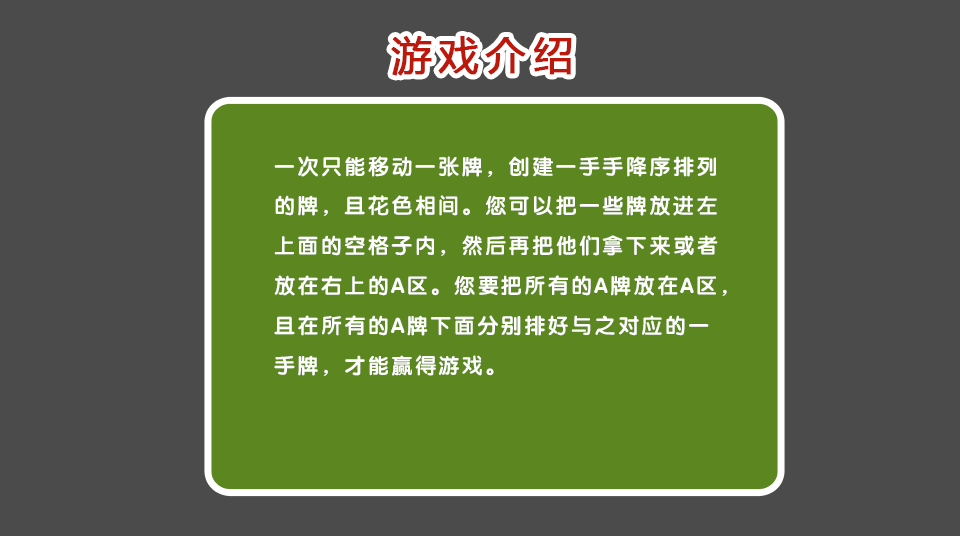 游戏介绍
一次只能移动一张牌，创建一手手降序排列
的牌，且花色相间。您可以把一些牌放进左
上面的空格子内，然后再把他们拿下来或者
放在右上的A区。您要把所有的A牌放在A区，
且在所有的A牌下面分别排好与之对应的一
手牌，才能赢得游戏。